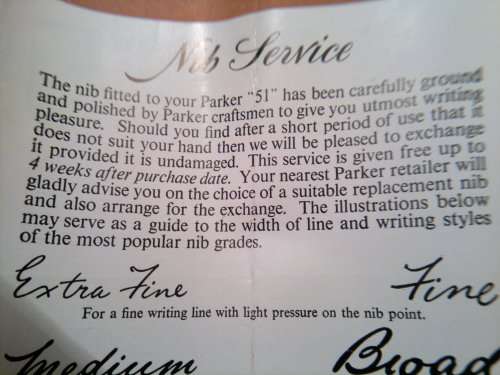 Nib Service
The nib fitted to your Parker "51" has been carefully ground
and polished by Parker craftsmen to give you utmost writing
pleasure. Should you find after a short period of use that it
does not suit your hand then we will be pleased to exchange
it provided it is undamaged. This service is given free up to
4 weeks after purchase date. Your nearest Parker retailer will
gladly advise you on the choice of a suitable replacement nib
and also arrange for the exchange. The illustrations below
may serve as a guide to the width of line and writing styles
of the most popular nib grades.
Extra Fine Fine
For a fine writing line with light pressure on the nib point.
Medium Broad